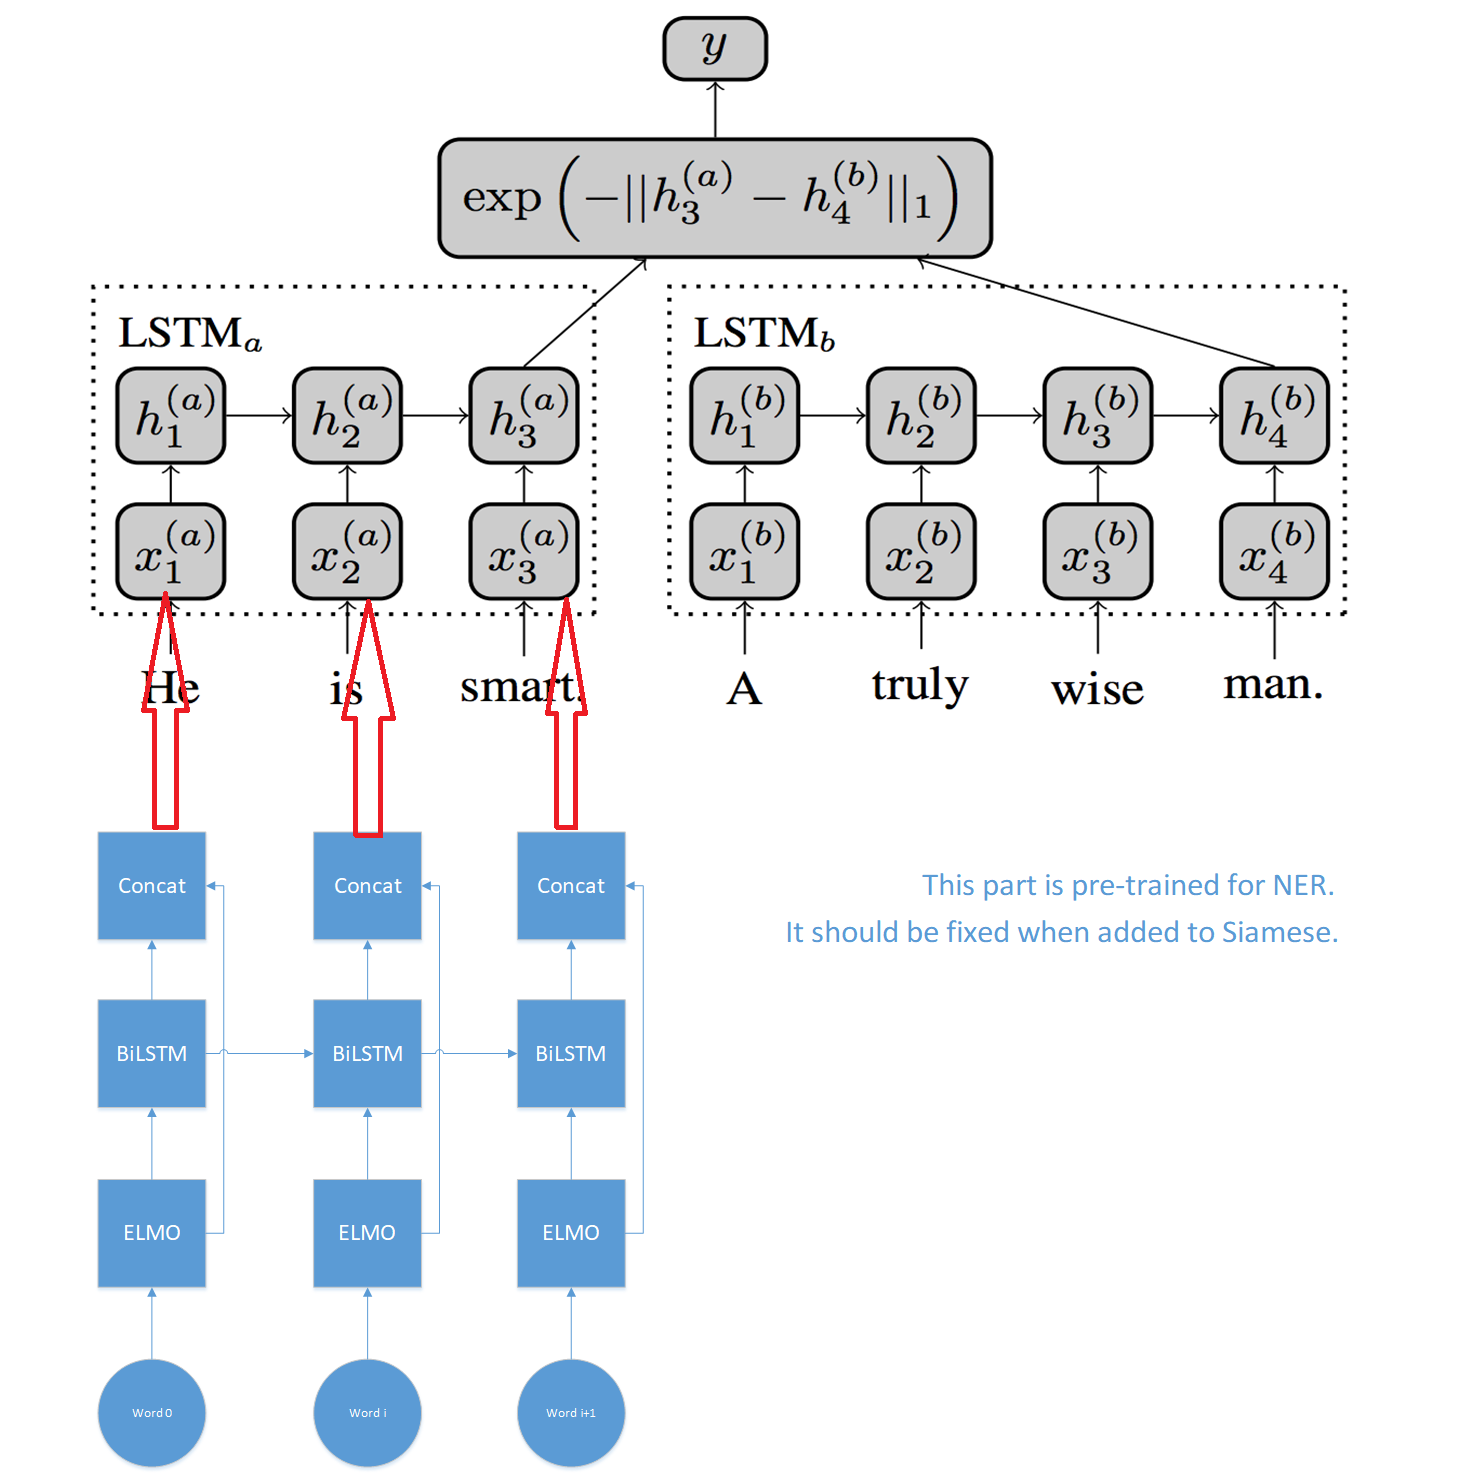 y
exp(−||h₃⁽ᵃ⁾ − h₄⁽ᵇ⁾||₁)
LSTMₐ LSTM_b
h₁⁽ᵃ⁾ h₂⁽ᵃ⁾ h₃⁽ᵃ⁾ h₁⁽ᵇ⁾ h₂⁽ᵇ⁾ h₃⁽ᵇ⁾ h₄⁽ᵇ⁾
x₁⁽ᵃ⁾ x₂⁽ᵃ⁾ x₃⁽ᵃ⁾ x₁⁽ᵇ⁾ x₂⁽ᵇ⁾ x₃⁽ᵇ⁾ x₄⁽ᵇ⁾
He is smart. A truly wise man.
Concat Concat Concat
This part is pre-trained for NER.
It should be fixed when added to Siamese.
BiLSTM BiLSTM BiLSTM
ELMO ELMO ELMO
Word 0 Word i Word i+1